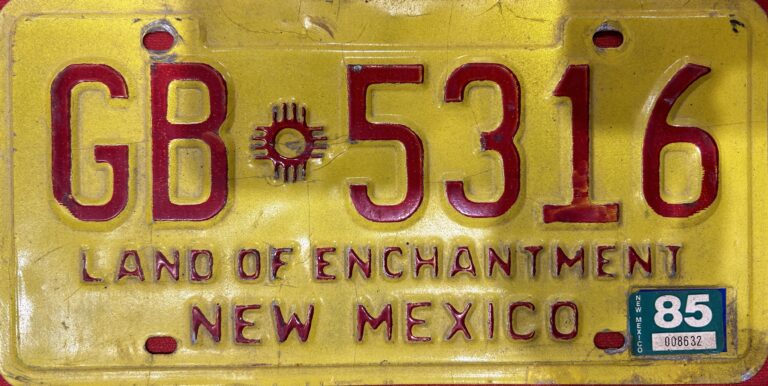 GB 5316
LAND OF ENCHANTMENT
NEW MEXICO
NEW MEXICO
85
008632